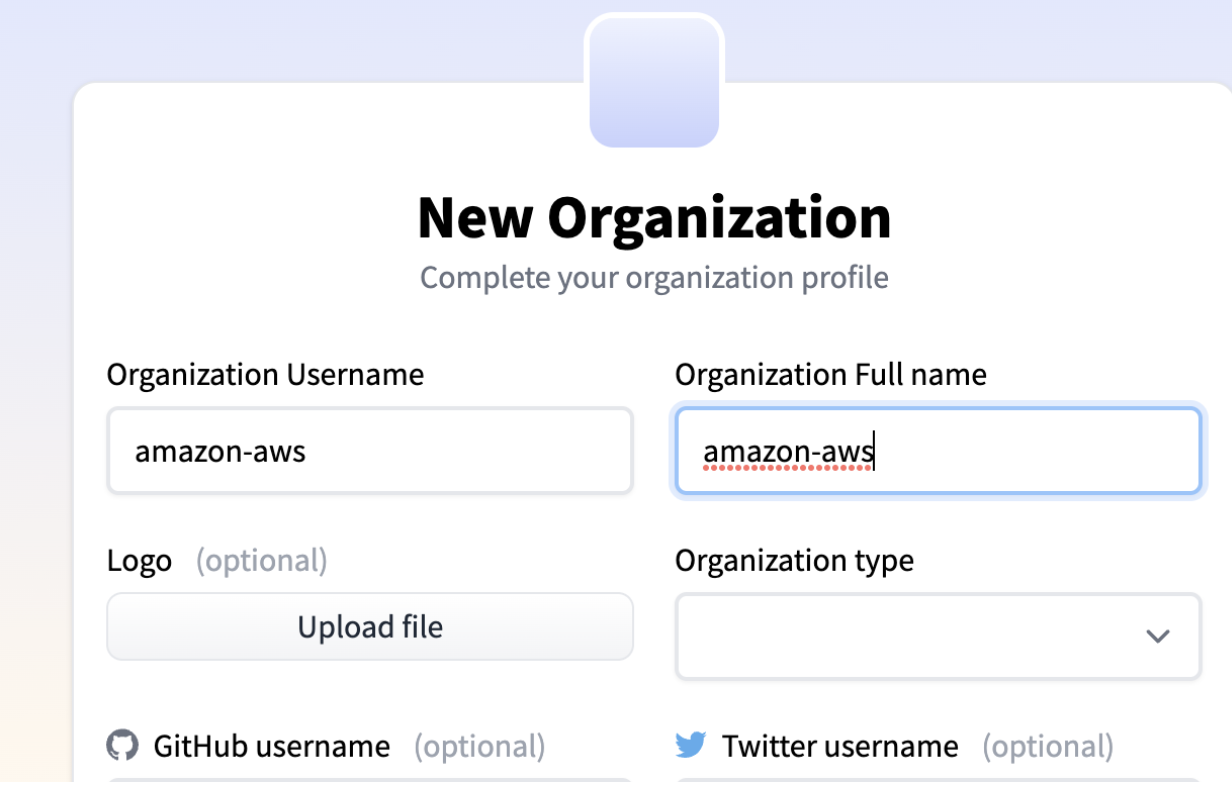 New Organization
Complete your organization profile
Organization Username
Organization Full name
amazon-aws
amazon-aws
Logo (optional)
Organization type
Upload file
GitHub username (optional)
Twitter username (optional)